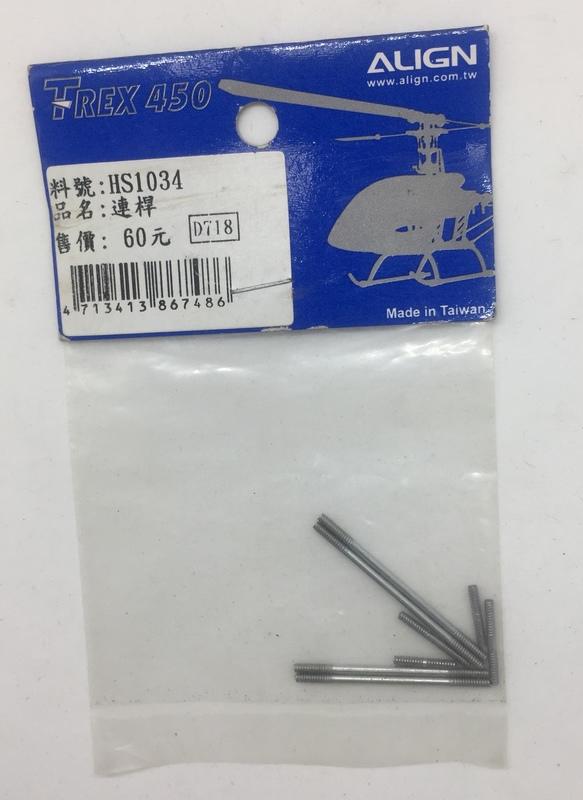 T-REX 450
ALIGN
www.align.com.tw
料號:HS1034
品名:連桿
售價: 60元 D718
4 713413 867486
Made in Taiwan